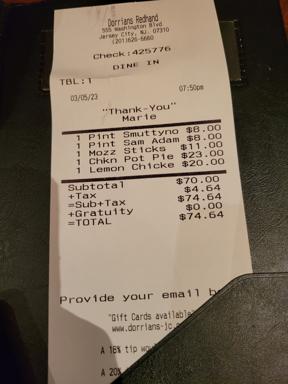 Dorrians Redhand
555 Washington Blvd
Jersey City, NJ. 07310
(201)626-6660
Check:425776
DINE IN
TBL:1
03/05/23 07:50pm
"Thank-You"
Marie
1 Pint Smuttyno $8.00
1 Pint Sam Adam $8.00
1 Mozz Sticks $11.00
1 Chkn Pot Pie $23.00
1 Lemon Chicke $20.00
Subtotal $70.00
+Tax $4.64
=Sub+Tax $74.64
+Gratuity $0.00
=TOTAL $74.64
Provide your email
"Gift Cards available
www.dorrians-jc.
A 18% tip
A 20%